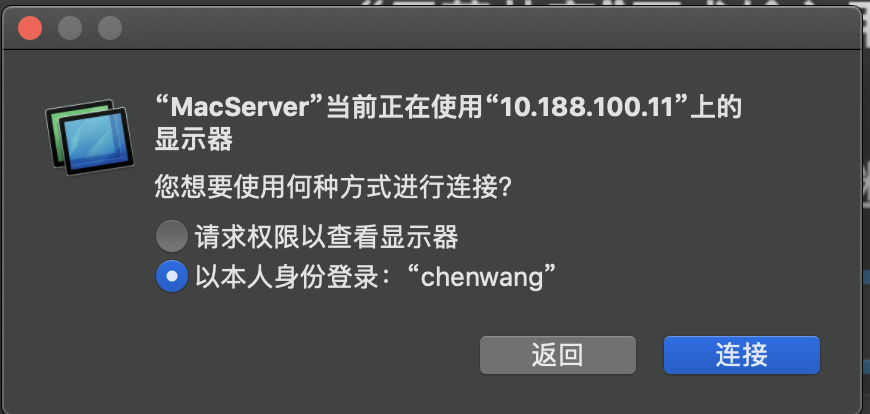 “MacServer”当前正在使用“10.188.100.11”上的
显示器
您想要使用何种方式进行连接？
请求权限以查看显示器
以本人身份登录：“chenwang”
返回
连接